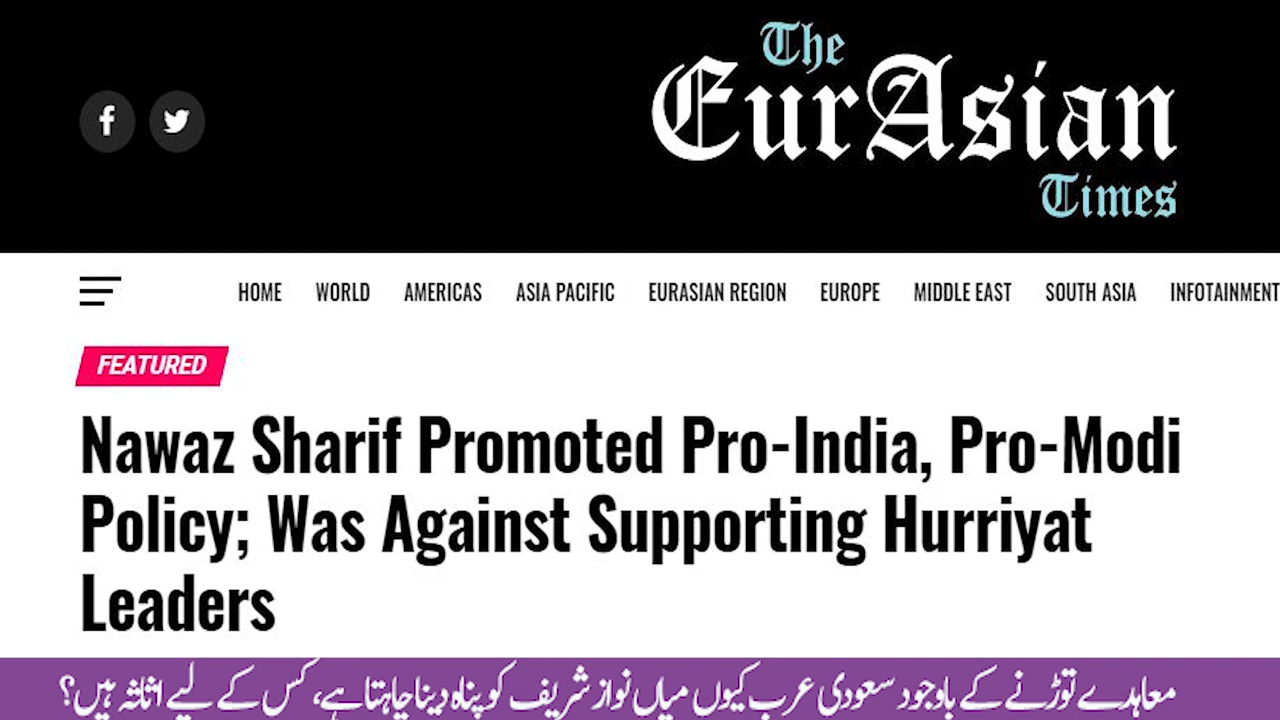 The
EurAsian
Times
HOME WORLD AMERICAS ASIA PACIFIC EURASIAN REGION EUROPE MIDDLE EAST SOUTH ASIA INFOTAINMENT
FEATURED
Nawaz Sharif Promoted Pro-India, Pro-Modi
Policy; Was Against Supporting Hurriyat
Leaders
معاہدے توڑنے کے باوجود سعودی عرب کیوں میاں نواز شریف کو پناہ دینا چاہتا ہے، کس کے لیے اثاثہ ہیں؟